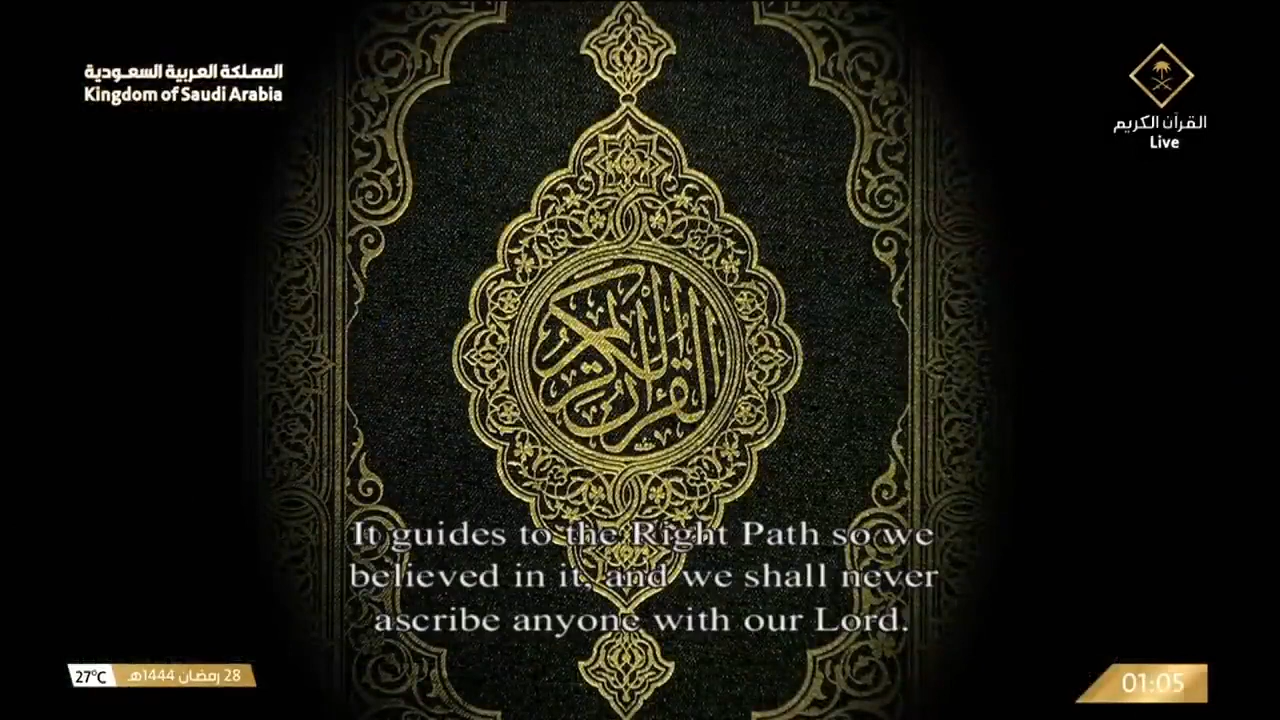 المملكة العربية السعودية
Kingdom of Saudi Arabia
القرآن الكريم
Live
القرآن الكريم
It guides to the Right Path so we
believed in it, and we shall never
ascribe anyone with our Lord.
27°C
28 رمضان 1444هـ
01:05